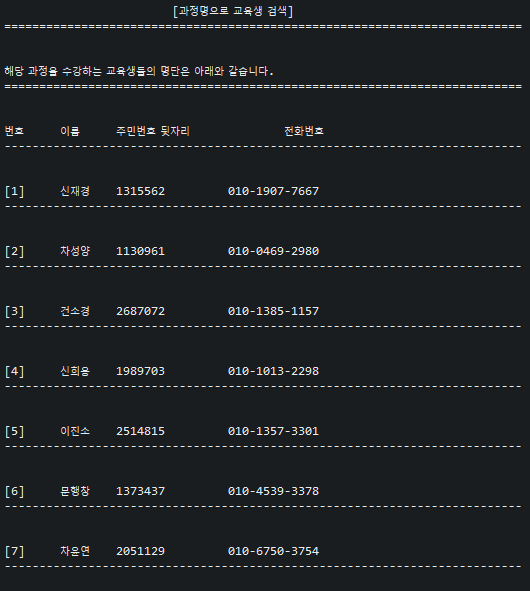 [과정명으로 교육생 검색]
==========================================================================
해당 과정을 수강하는 교육생들의 명단은 아래와 같습니다.
==========================================================================
번호 이름 주민번호 뒷자리 전화번호
--------------------------------------------------------------------------
[1] 신재경 1315562 010-1907-7667
--------------------------------------------------------------------------
[2] 차성양 1130961 010-0469-2980
--------------------------------------------------------------------------
[3] 건소경 2687072 010-1385-1157
--------------------------------------------------------------------------
[4] 신희용 1989703 010-1013-2298
--------------------------------------------------------------------------
[5] 이진소 2514815 010-1357-3301
--------------------------------------------------------------------------
[6] 문행창 1373437 010-4539-3378
--------------------------------------------------------------------------
[7] 차윤연 2051129 010-6750-3754
--------------------------------------------------------------------------